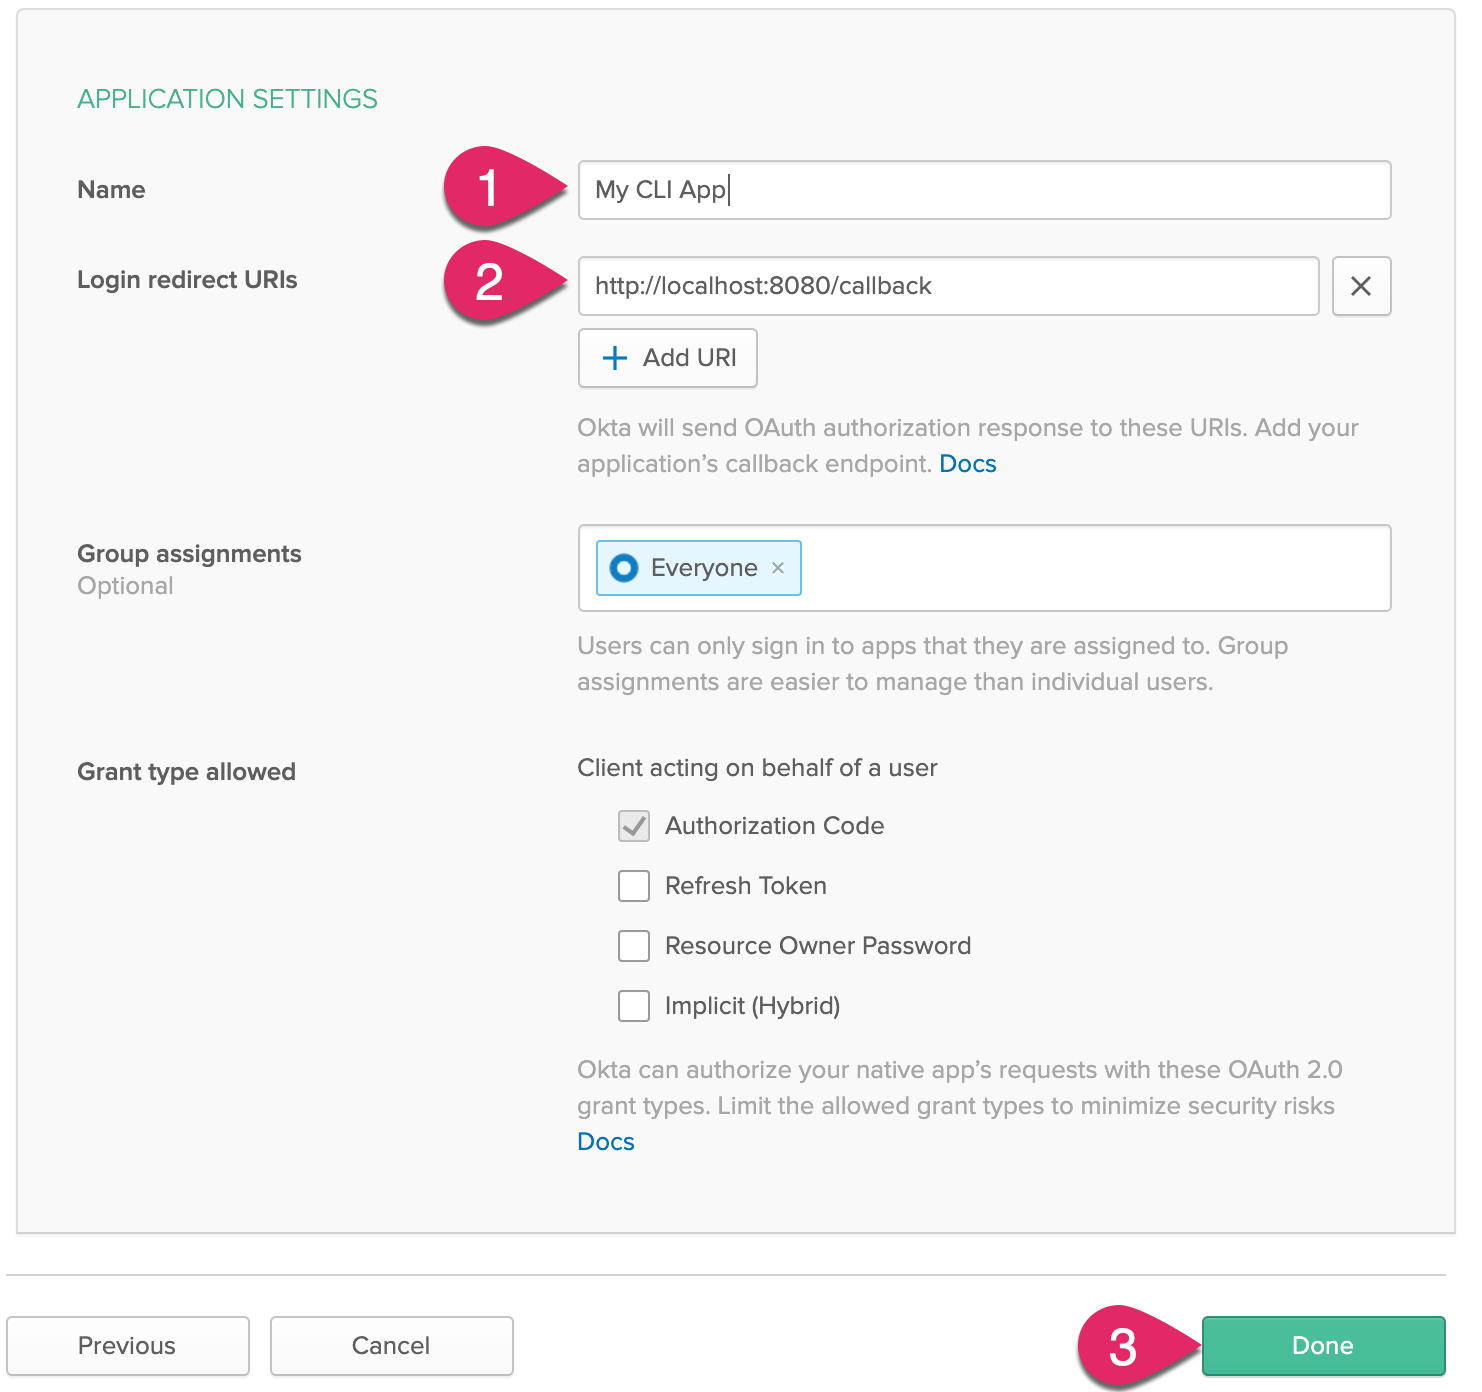 APPLICATION SETTINGS
Name
1
My CLI App
Login redirect URIs
2
http://localhost:8080/callback
Add URI
Okta will send OAuth authorization response to these URIs. Add your
application’s callback endpoint. Docs
Group assignments
Optional
Everyone
Users can only sign in to apps that they are assigned to. Group
assignments are easier to manage than individual users.
Grant type allowed
Client acting on behalf of a user
Authorization Code
Refresh Token
Resource Owner Password
Implicit (Hybrid)
Okta can authorize your native app’s requests with these OAuth 2.0
grant types. Limit the allowed grant types to minimize security risks
Docs
Previous
Cancel
3
Done